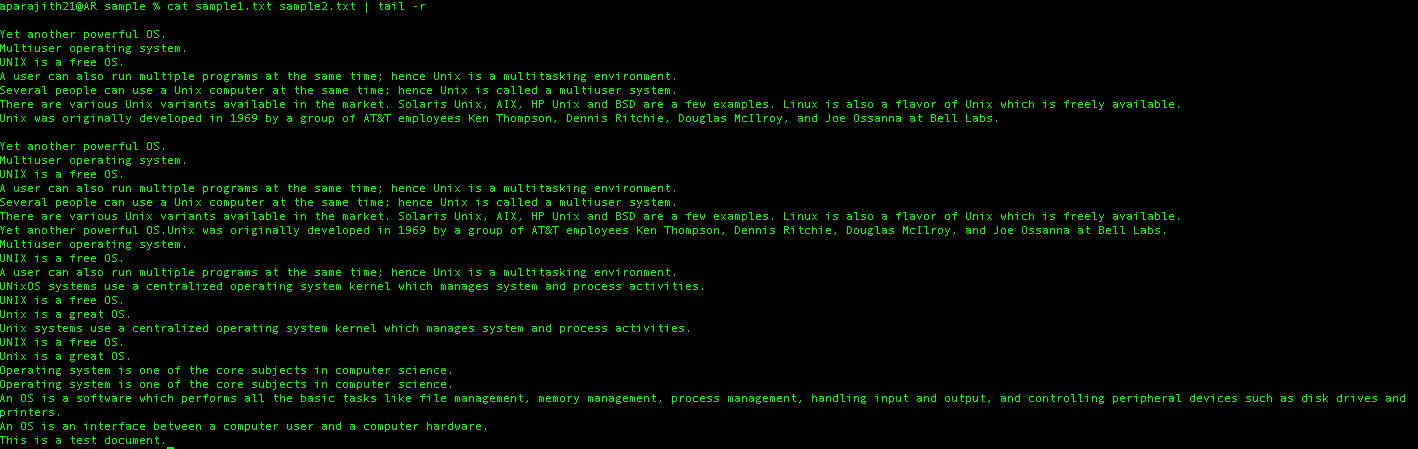 aparajith21@AR sample % cat sample1.txt sample2.txt | tail -r
Yet another powerful OS.
Multiuser operating system.
UNIX is a free OS.
A user can also run multiple programs at the same time; hence Unix is a multitasking environment.
Several people can use a Unix computer at the same time; hence Unix is called a multiuser system.
There are various Unix variants available in the market. Solaris Unix, AIX, HP Unix and BSD are a few examples. Linux is also a flavor of Unix which is freely available.
Unix was originally developed in 1969 by a group of AT&T employees Ken Thompson, Dennis Ritchie, Douglas McIlroy, and Joe Ossanna at Bell Labs.
Yet another powerful OS.
Multiuser operating system.
UNIX is a free OS.
A user can also run multiple programs at the same time; hence Unix is a multitasking environment.
Several people can use a Unix computer at the same time; hence Unix is called a multiuser system.
There are various Unix variants available in the market. Solaris Unix, AIX, HP Unix and BSD are a few examples. Linux is also a flavor of Unix which is freely available.
Yet another powerful OS.Unix was originally developed in 1969 by a group of AT&T employees Ken Thompson, Dennis Ritchie, Douglas McIlroy, and Joe Ossanna at Bell Labs.
Multiuser operating system.
UNIX is a free OS.
A user can also run multiple programs at the same time; hence Unix is a multitasking environment.
UNixOS systems use a centralized operating system kernel which manages system and process activities.
UNIX is a free OS.
Unix is a great OS.
Unix systems use a centralized operating system kernel which manages system and process activities.
UNIX is a free OS.
Unix is a great OS.
Operating system is one of the core subjects in computer science.
Operating system is one of the core subjects in computer science.
An OS is a software which performs all the basic tasks like file management, memory management, process management, handling input and output, and controlling peripheral devices such as disk drives and
printers.
An OS is an interface between a computer user and a computer hardware.
This is a test document.